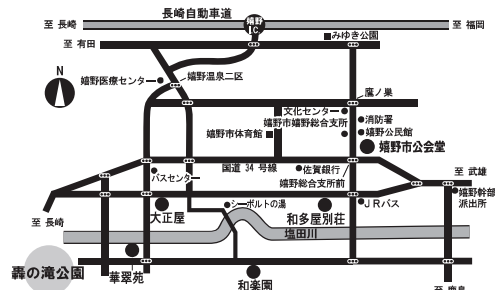 長崎自動車道
至 長崎
嬉野
IC
至 福岡
至 有田
みゆき公園
N
嬉野医療センター
嬉野温泉二区
鷹ノ巣
文化センター
嬉野市嬉野総合支所
消防署
嬉野公民館
嬉野市体育館
嬉野市公会堂
国道 34 号線
佐賀銀行
嬉野総合支所前
至 武雄
バスセンター
嬉野幹部
派出所
大正屋
シーボルトの湯
和多屋別荘
JRバス
至 長崎
塩田川
轟の滝公園
華翠苑
和楽園
至 鹿島